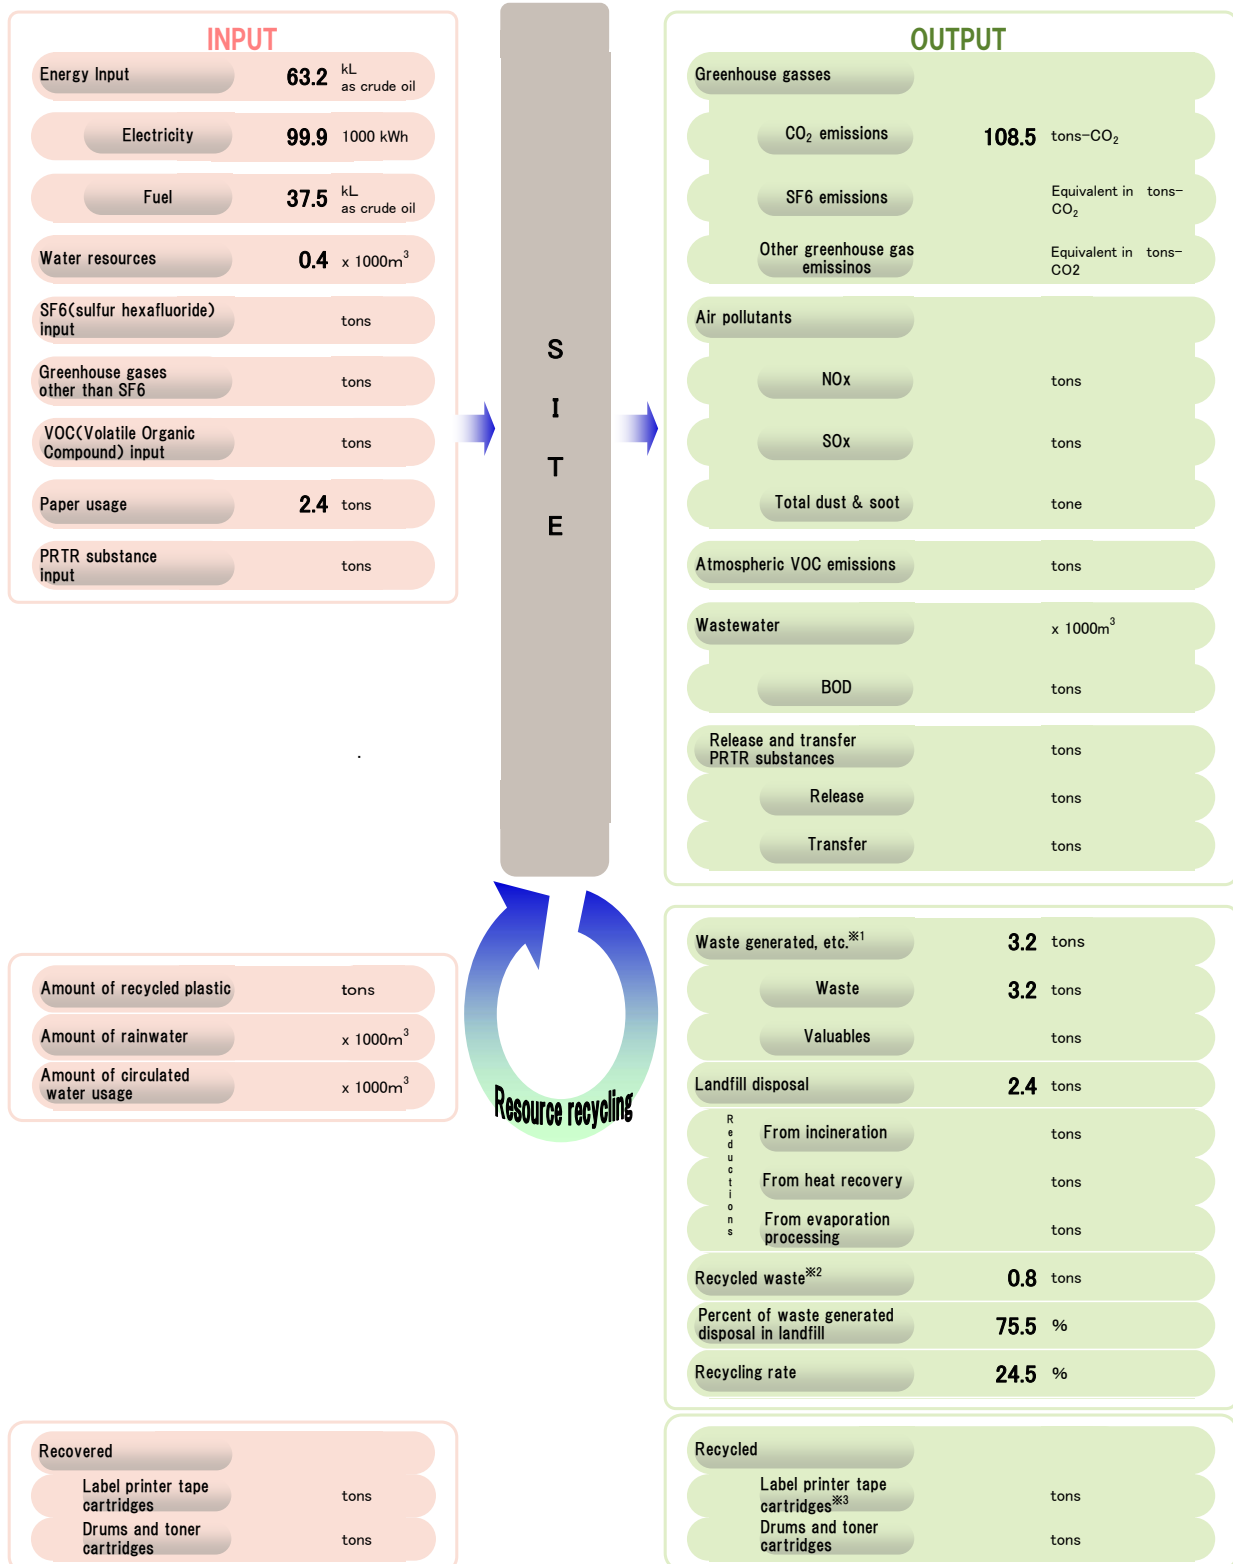 INPUT
Energy Input 63.2 kL
as crude oil
Electricity 99.9 1000 kWh
Fuel 37.5 kL
as crude oil
Water resources 0.4 x 1000m³
SF6(sulfur hexafluoride)
input tons
Greenhouse gases
other than SF6 tons
VOC(Volatile Organic
Compound) input tons
Paper usage 2.4 tons
PRTR substance
input tons
S
I
T
E
OUTPUT
Greenhouse gasses
CO₂ emissions 108.5 tons-CO₂
SF6 emissions Equivalent in tons-
CO₂
Other greenhouse gas
emissinos Equivalent in tons-
CO2
Air pollutants
NOx tons
SOx tons
Total dust & soot tone
Atmospheric VOC emissions tons
Wastewater x 1000m³
BOD tons
Release and transfer
PRTR substances tons
Release tons
Transfer tons
Amount of recycled plastic tons
Amount of rainwater x 1000m³
Amount of circulated
water usage x 1000m³
Resource recycling
Waste generated, etc.※1 3.2 tons
Waste 3.2 tons
Valuables tons
Landfill disposal 2.4 tons
Reductions
From incineration tons
From heat recovery tons
From evaporation
processing tons
Recycled waste※2 0.8 tons
Percent of waste generated
disposal in landfill 75.5 %
Recycling rate 24.5 %
Recovered
Label printer tape
cartridges tons
Drums and toner
cartridges tons
Recycled
Label printer tape
cartridges※3 tons
Drums and toner
cartridges tons